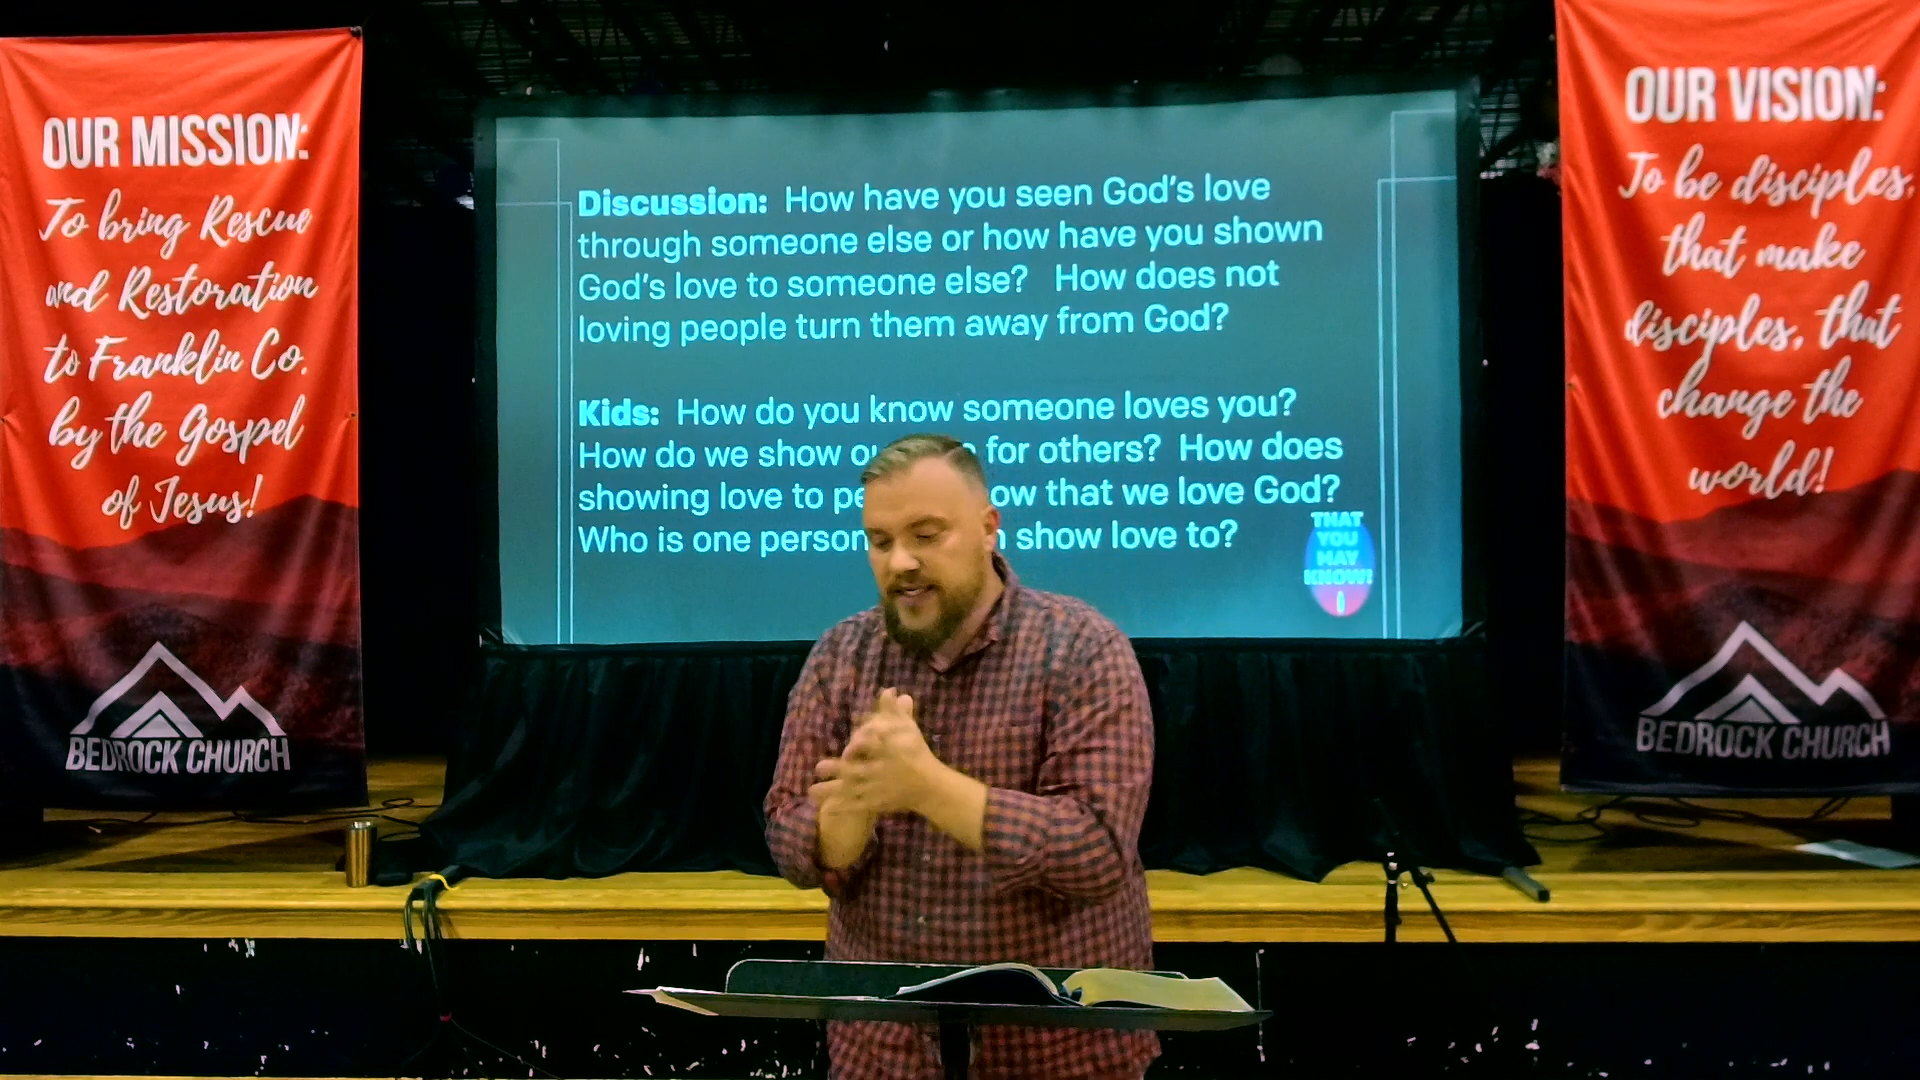 OUR MISSION:
To bring Rescue
and Restoration
to Franklin Co.
by the Gospel
of Jesus!
BEDROCK CHURCH
Discussion: How have you seen God's love
through someone else or how have you shown
God's love to someone else? How does not
loving people turn them away from God?
Kids: How do you know someone loves you?
How do we show for others? How does
showing love to that we love God?
Who is one person show love to?
THAT
YOU
MAY
KNOW!
OUR VISION:
To be disciples,
that make
disciples, that
change the
world!
BEDROCK CHURCH